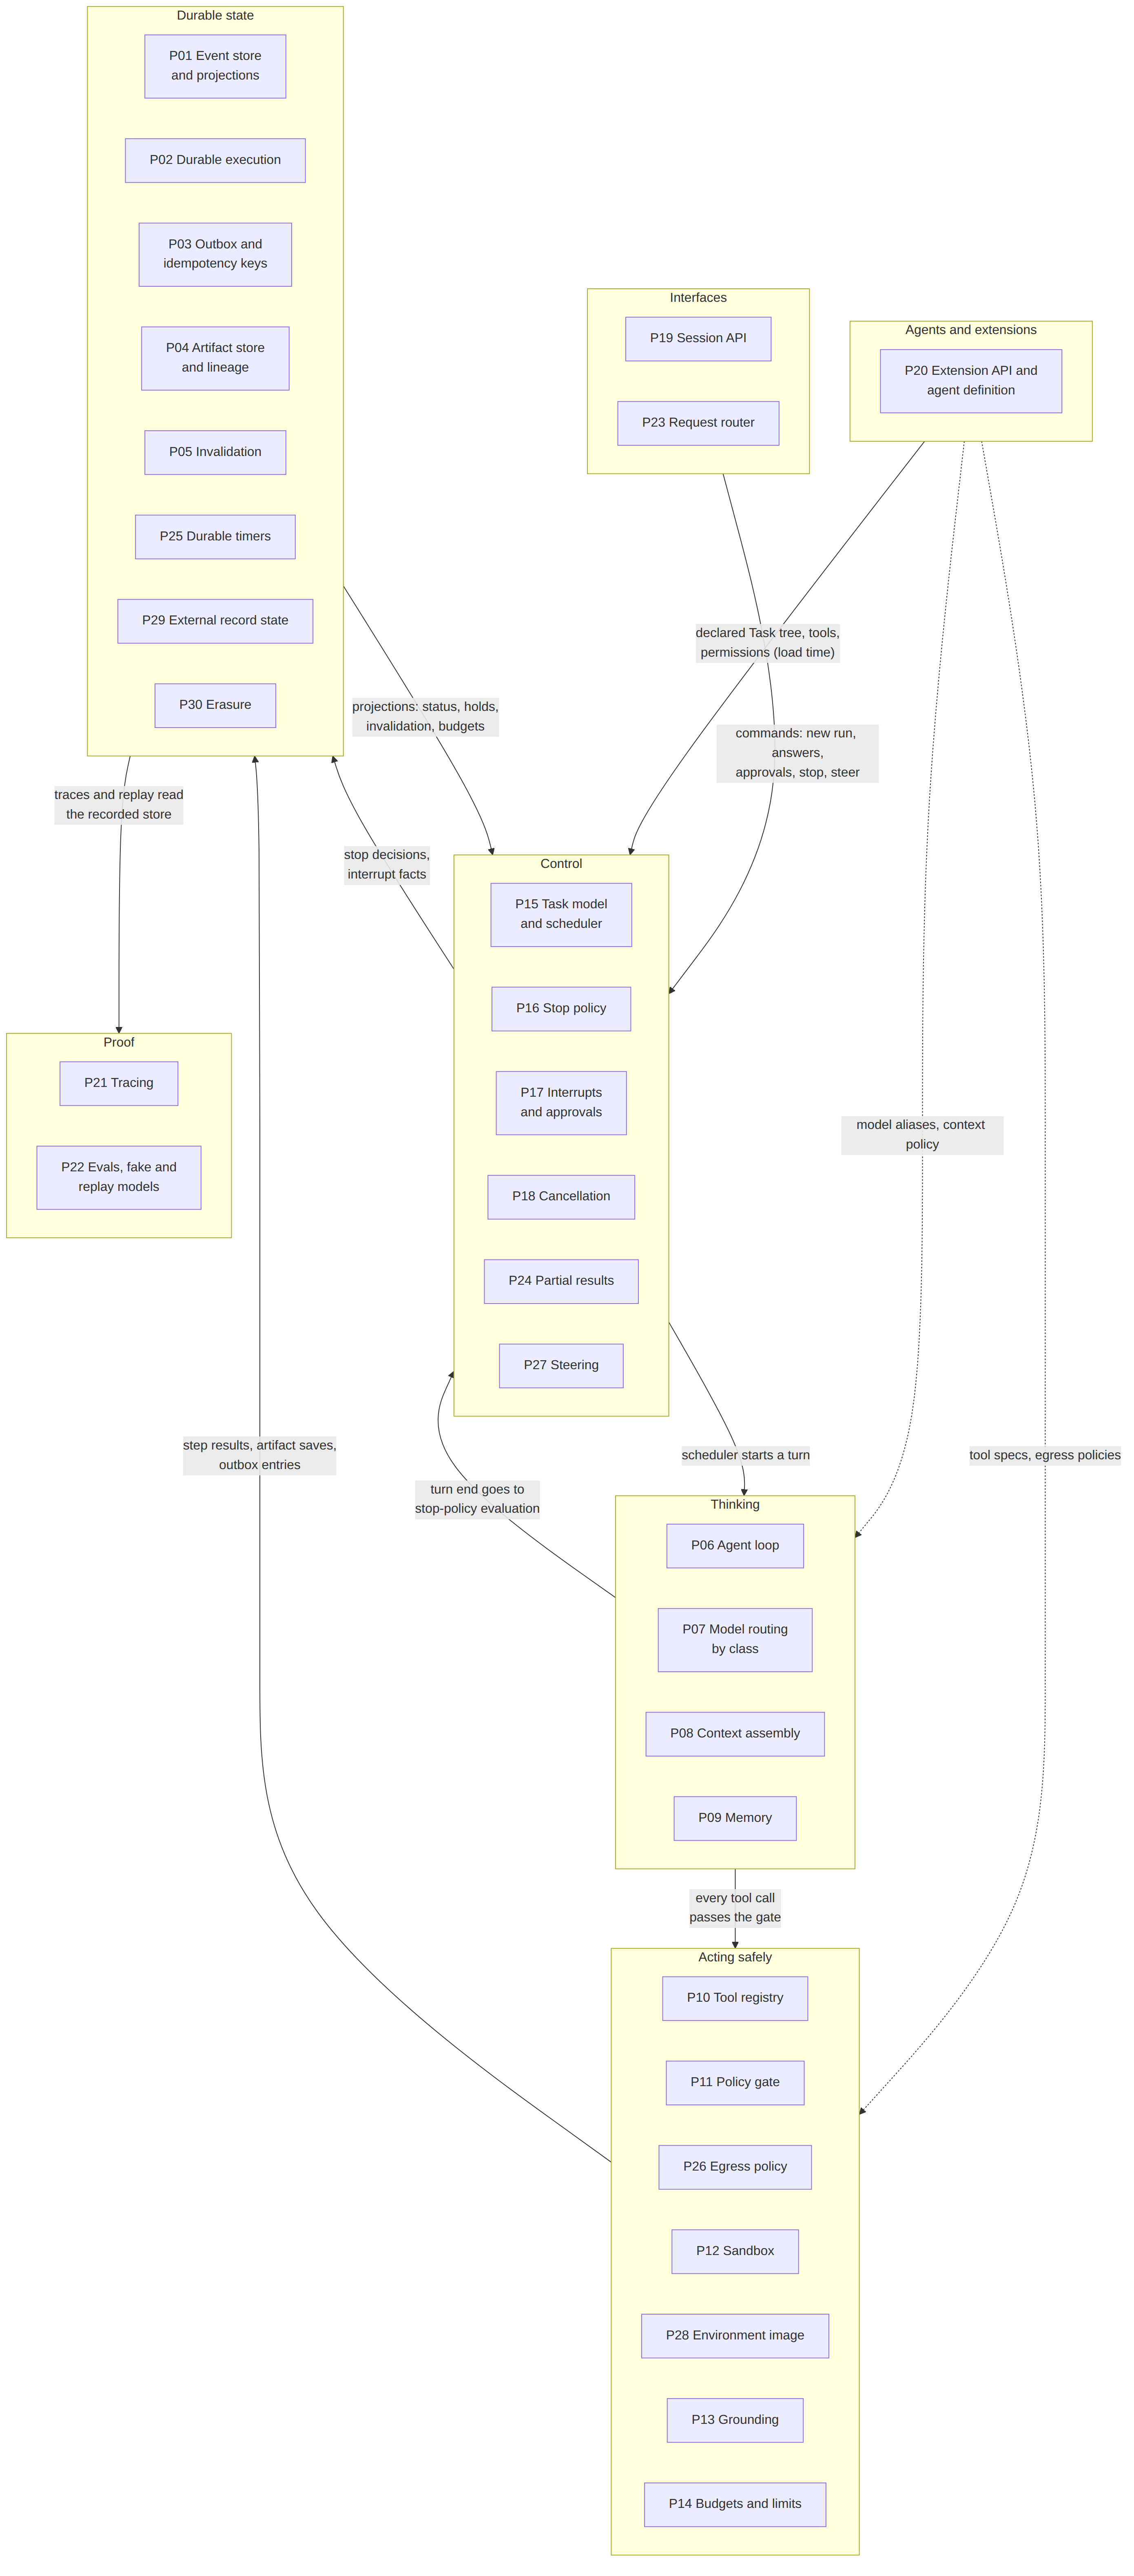 Durable state
P01 Event store
and projections
P02 Durable execution
P03 Outbox and
idempotency keys
P04 Artifact store
and lineage
P05 Invalidation
P25 Durable timers
P29 External record state
P30 Erasure
Interfaces
P19 Session API
P23 Request router
Agents and extensions
P20 Extension API and
agent definition
declared Task tree, tools,
permissions (load time)
projections: status, holds,
invalidation, budgets
commands: new run,
answers,
approvals, stop, steer
traces and replay read
the recorded store
stop decisions,
interrupt facts
Control
P15 Task model
and scheduler
P16 Stop policy
P17 Interrupts
and approvals
P18 Cancellation
P24 Partial results
P27 Steering
Proof
P21 Tracing
P22 Evals, fake and
replay models
model aliases, context
policy
step results, artifact saves,
outbox entries
scheduler starts a turn
tool specs, egress policies
turn end goes to
stop-policy evaluation
Thinking
P06 Agent loop
P07 Model routing
by class
P08 Context assembly
P09 Memory
every tool call
passes the gate
Acting safely
P10 Tool registry
P11 Policy gate
P26 Egress policy
P12 Sandbox
P28 Environment image
P13 Grounding
P14 Budgets and limits